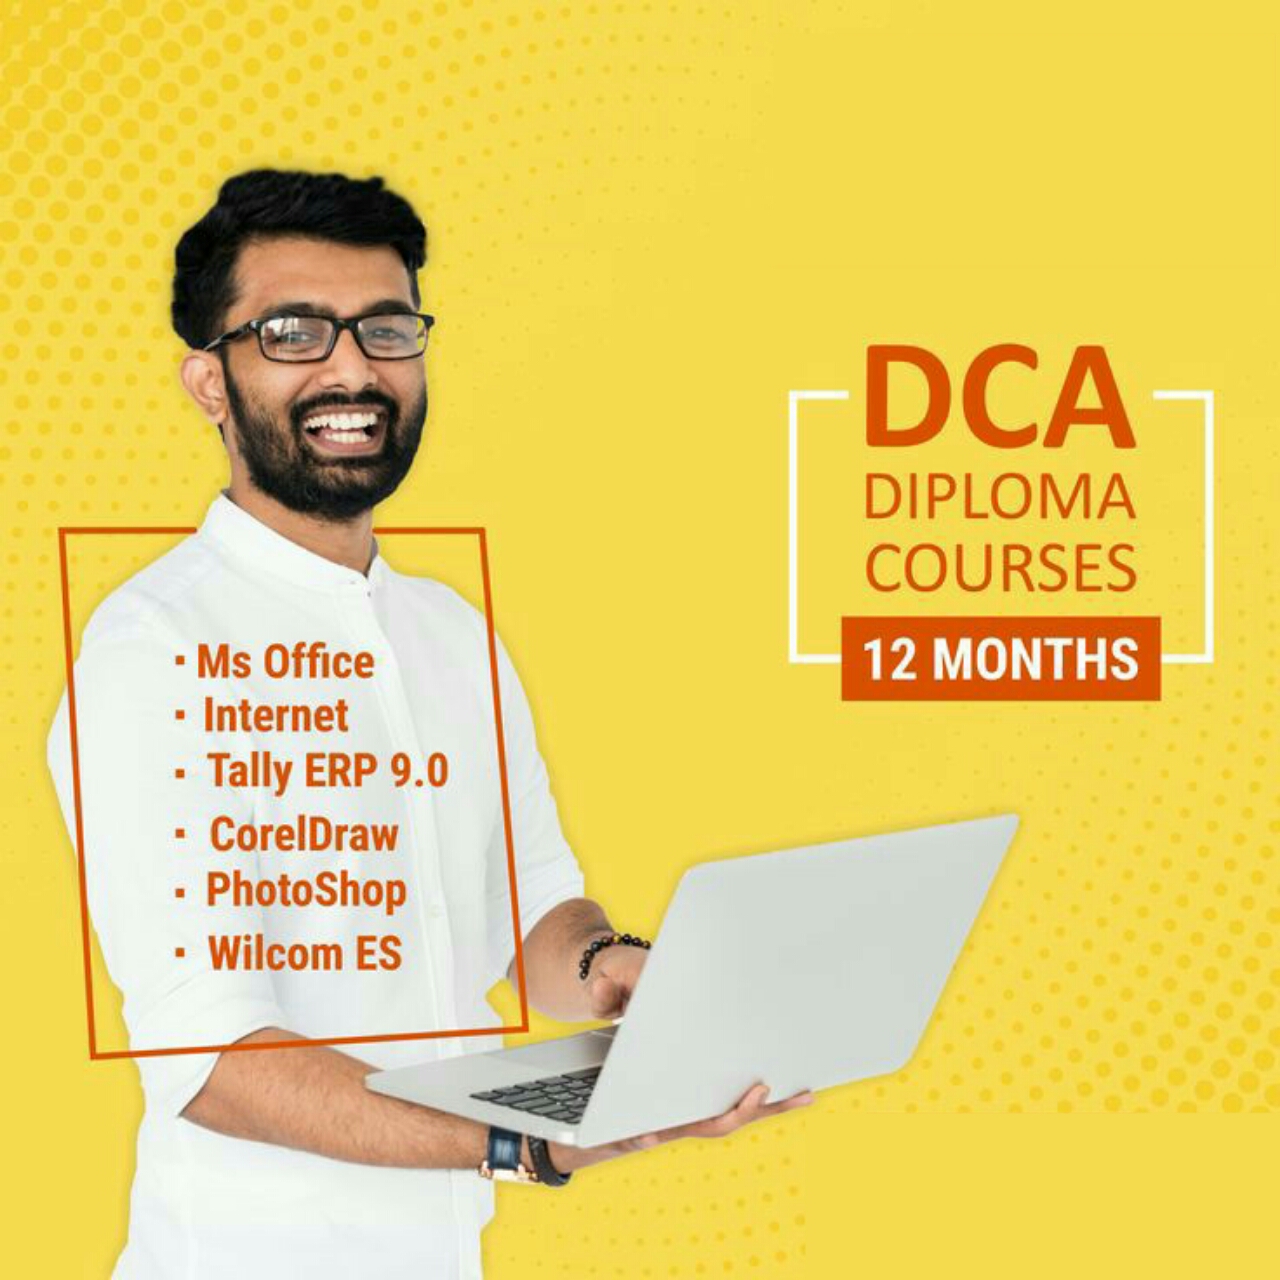 DCA
DIPLOMA
COURSES
12 MONTHS
▪ Ms Office
▪ Internet
▪ Tally ERP 9.0
▪ CorelDraw
▪ PhotoShop
▪ Wilcom ES